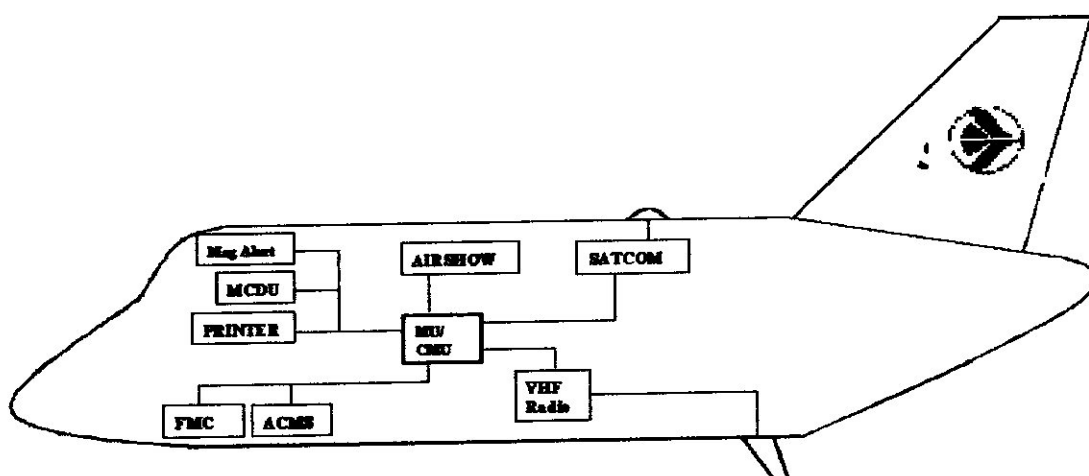 Msg Alert
AIRSHOW
SATCOM
MCDU
PRINTER
MU/
CMU
VHF
Radio
FMC
ACMS